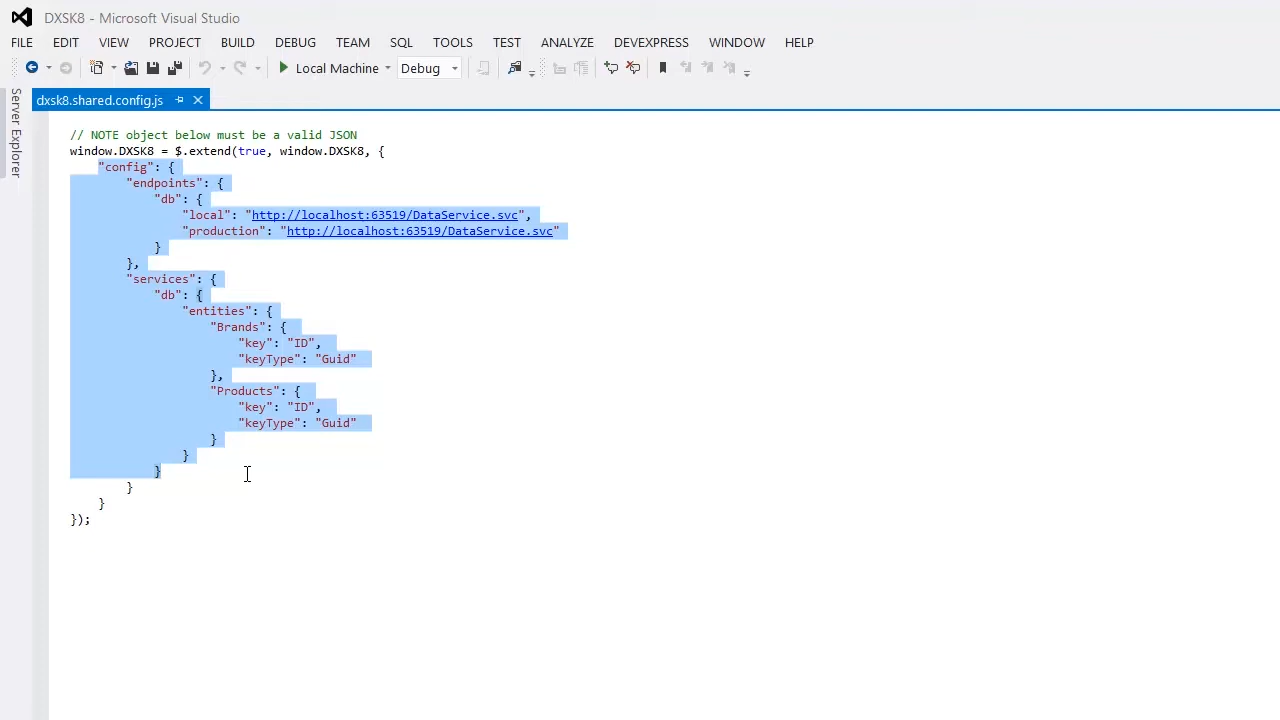 DXSK8 - Microsoft Visual Studio
FILE EDIT VIEW PROJECT BUILD DEBUG TEAM SQL TOOLS TEST ANALYZE DEVEXPRESS WINDOW HELP
Local Machine Debug
Server Explorer
dxsk8.shared.config.js
// NOTE object below must be a valid JSON
window.DXSK8 = $.extend(true, window.DXSK8, {
    "config": {
        "endpoints": {
            "db": {
                "local": "http://localhost:63519/DataService.svc",
                "production": "http://localhost:63519/DataService.svc"
            }
        },
        "services": {
            "db": {
                "entities": {
                    "Brands": {
                        "key": "ID",
                        "keyType": "Guid"
                    },
                    "Products": {
                        "key": "ID",
                        "keyType": "Guid"
                    }
                }
            }
        }
    }
});